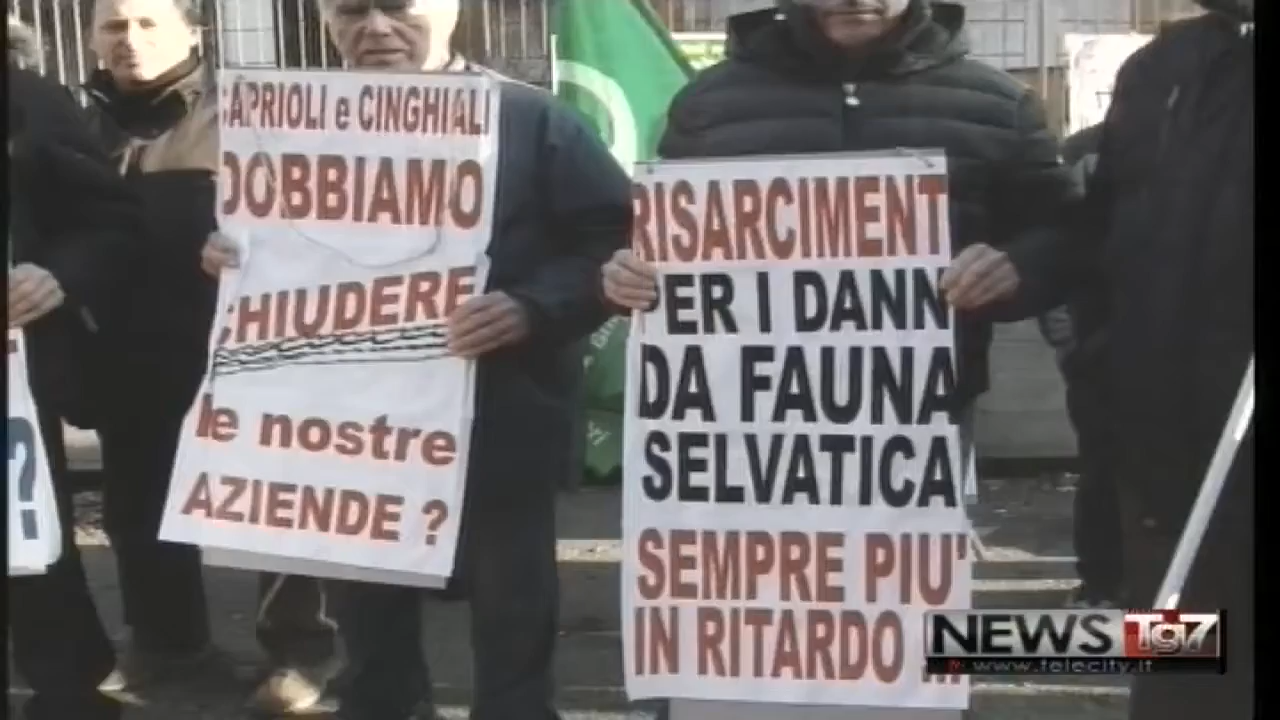 CAPRIOLI e CINGHIALI
DOBBIAMO
CHIUDERE
le nostre
AZIENDE ?
RISARCIMENT
PER I DANN
DA FAUNA
SELVATICA
SEMPRE PIU'
IN RITARDO ...
?
NEWS Tg7
www.telecity.it